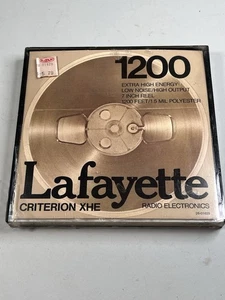 1200
EXTRA HIGH ENERGY
LOW NOISE/HIGH OUTPUT
7 INCH REEL
1200 FEET/1.5 MIL POLYESTER
Lafayette
CRITERION XHE
RADIO ELECTRONICS